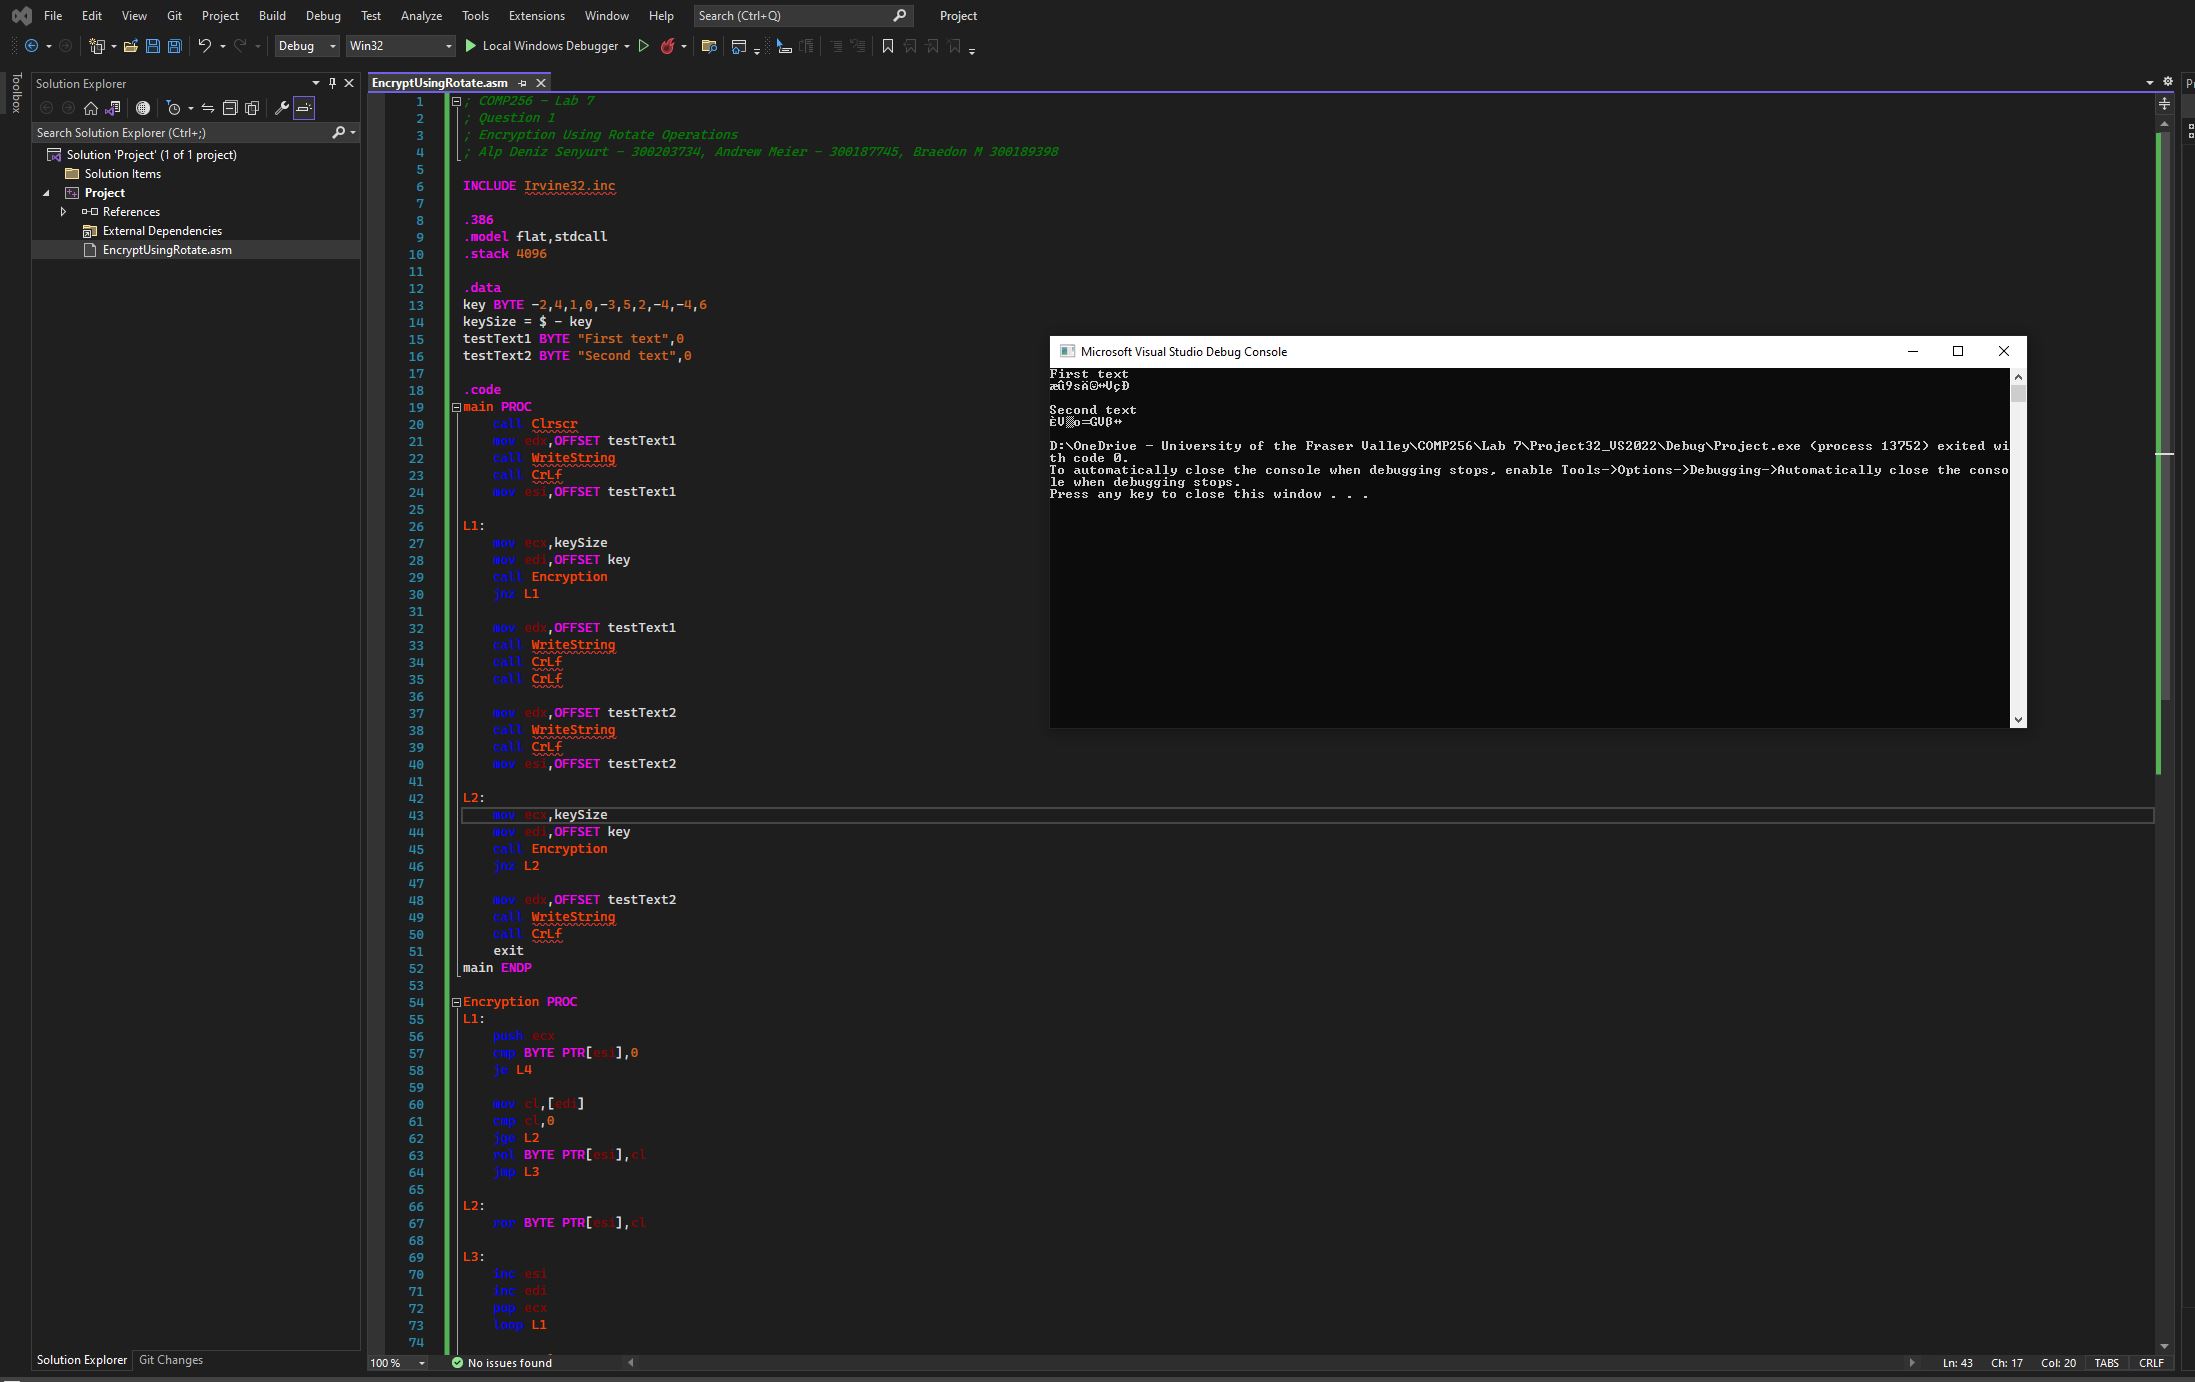 File Edit View Git Project Build Debug Test Analyze Tools Extensions Window Help Search (Ctrl+Q) Project
Debug Win32 Local Windows Debugger
Toolbox
Solution Explorer
Search Solution Explorer (Ctrl+;)
Solution 'Project' (1 of 1 project)
Solution Items
Project
References
External Dependencies
EncryptUsingRotate.asm
Solution Explorer Git Changes
EncryptUsingRotate.asm
1 ; COMP256 - Lab 7
2 ; Question 1
3 ; Encryption Using Rotate Operations
4 ; Alp Deniz Senyurt - 300203734, Andrew Meier - 300187745, Braedon M 300189398
5
6 INCLUDE Irvine32.inc
7
8 .386
9 .model flat,stdcall
10 .stack 4096
11
12 .data
13 key BYTE -2,4,1,0,-3,5,2,-4,-4,6
14 keySize = $ - key
15 testText1 BYTE "First text",0
16 testText2 BYTE "Second text",0
17
18 .code
19 main PROC
20 call Clrscr
21 mov edx,OFFSET testText1
22 call WriteString
23 call CrLf
24 mov esi,OFFSET testText1
25
26 L1:
27 mov ecx,keySize
28 mov edi,OFFSET key
29 call Encryption
30 jnz L1
31
32 mov edx,OFFSET testText1
33 call WriteString
34 call CrLf
35 call CrLf
36
37 mov edx,OFFSET testText2
38 call WriteString
39 call CrLf
40 mov esi,OFFSET testText2
41
42 L2:
43 mov ecx,keySize
44 mov edi,OFFSET key
45 call Encryption
46 jnz L2
47
48 mov edx,OFFSET testText2
49 call WriteString
50 call CrLf
51 exit
52 main ENDP
53
54 Encryption PROC
55 L1:
56 push ecx
57 cmp BYTE PTR[esi],0
58 je L4
59
60 mov cl,[edi]
61 cmp cl,0
62 jge L2
63 rol BYTE PTR[esi],cl
64 jmp L3
65
66 L2:
67 ror BYTE PTR[esi],cl
68
69 L3:
70 inc esi
71 inc edi
72 pop ecx
73 loop L1
74
100 % No issues found Ln: 43 Ch: 17 Col: 20 TABS CRLF
Microsoft Visual Studio Debug Console
First text
Second text
D:\OneDrive - University of the Fraser Valley\COMP256\Lab 7\Project32_VS2022\Debug\Project.exe (process 13752) exited wi
th code 0.
To automatically close the console when debugging stops, enable Tools->Options->Debugging->Automatically close the conso
le when debugging stops.
Press any key to close this window . . .